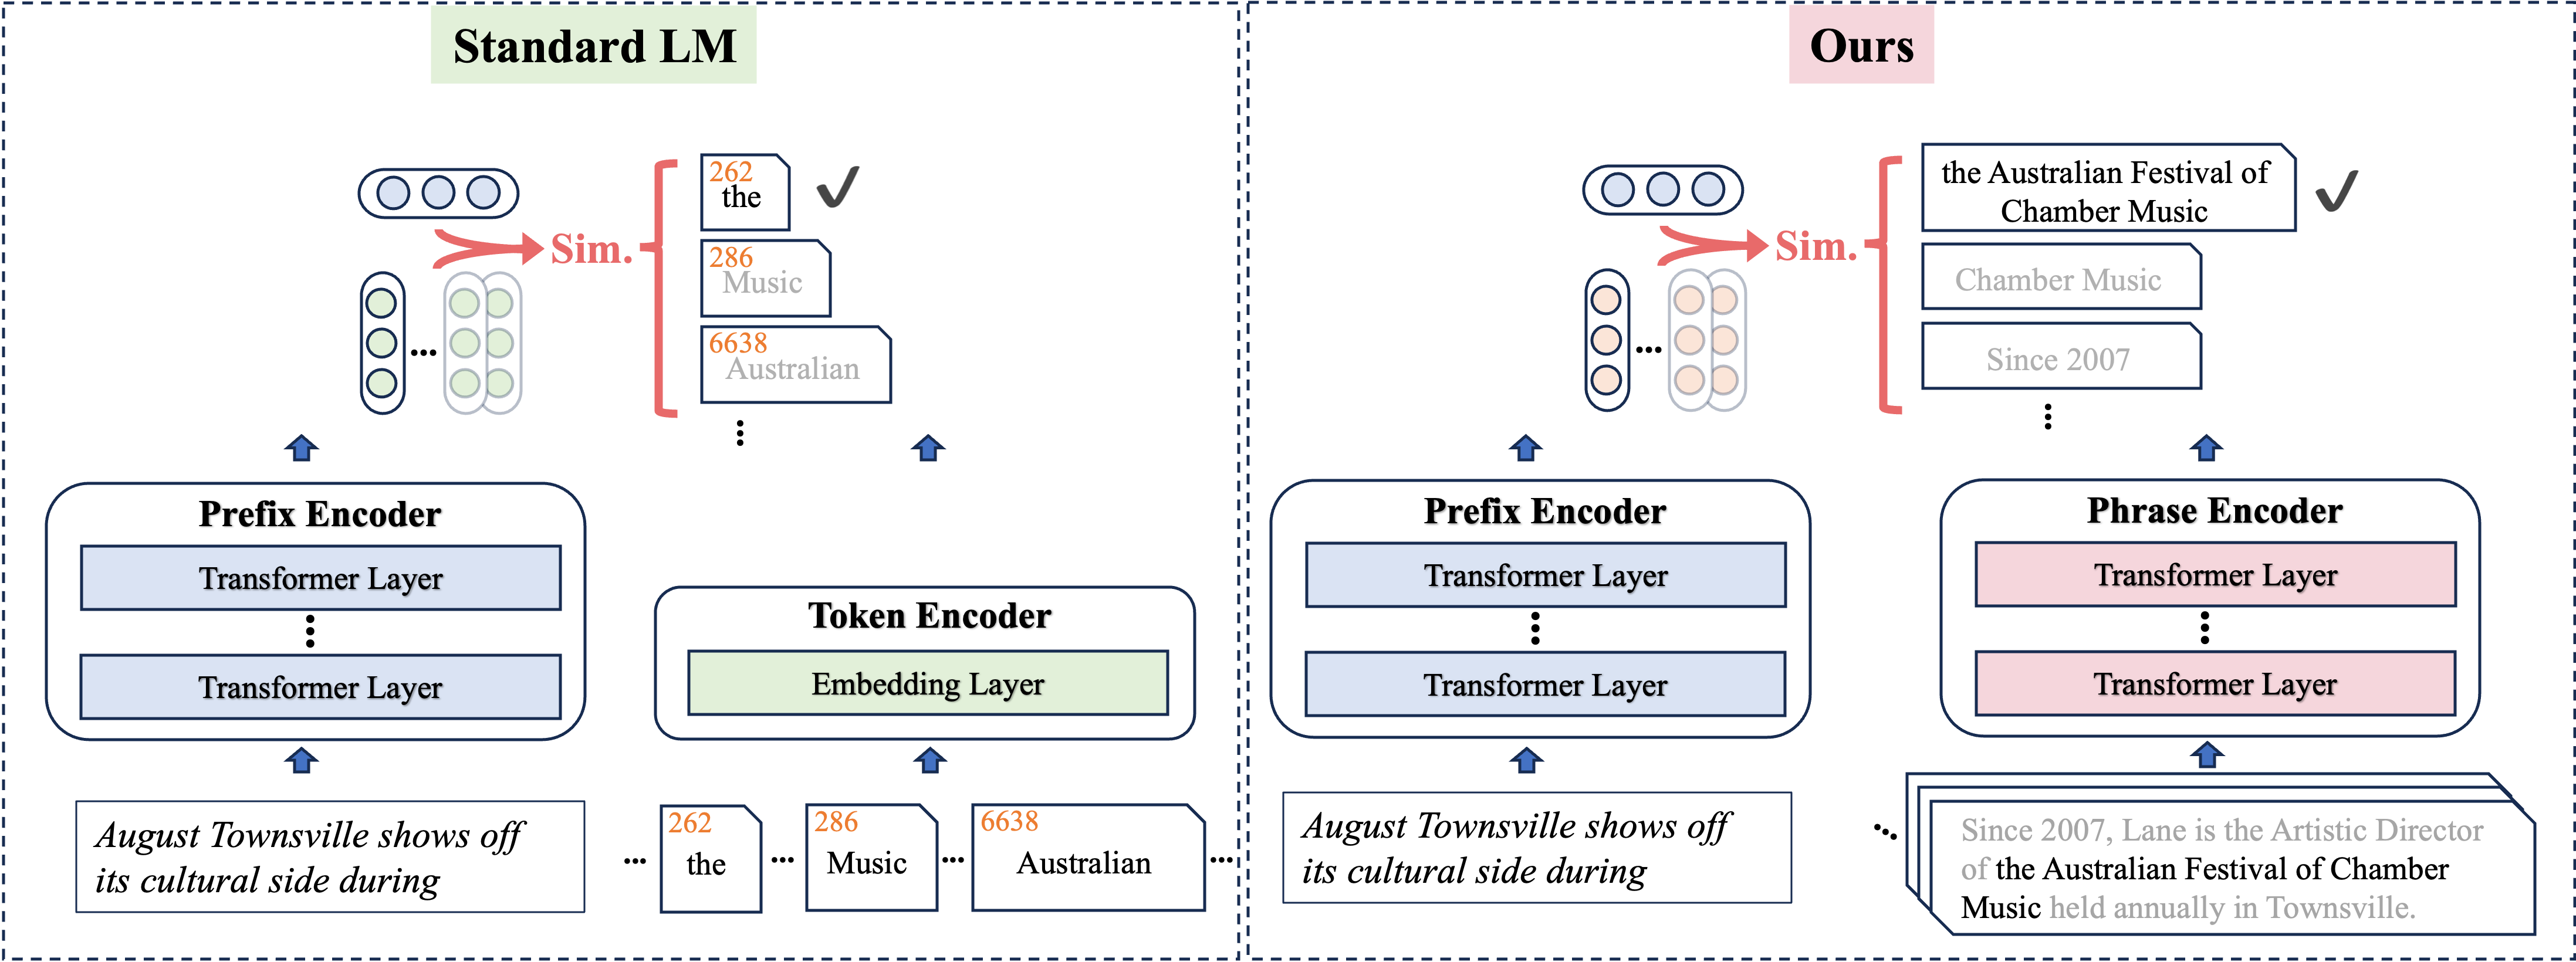 Standard LM
262
the
286
Music
6638
Australian
Sim.
Prefix Encoder
Transformer Layer
Transformer Layer
Token Encoder
Embedding Layer
August Townsville shows off
its cultural side during
262
the
286
Music
6638
Australian
Ours
the Australian Festival of
Chamber Music
Chamber Music
Since 2007
Sim.
Prefix Encoder
Transformer Layer
Transformer Layer
Phrase Encoder
Transformer Layer
Transformer Layer
August Townsville shows off
its cultural side during
Since 2007, Lane is the Artistic Director
of the Australian Festival of Chamber
Music held annually in Townsville.